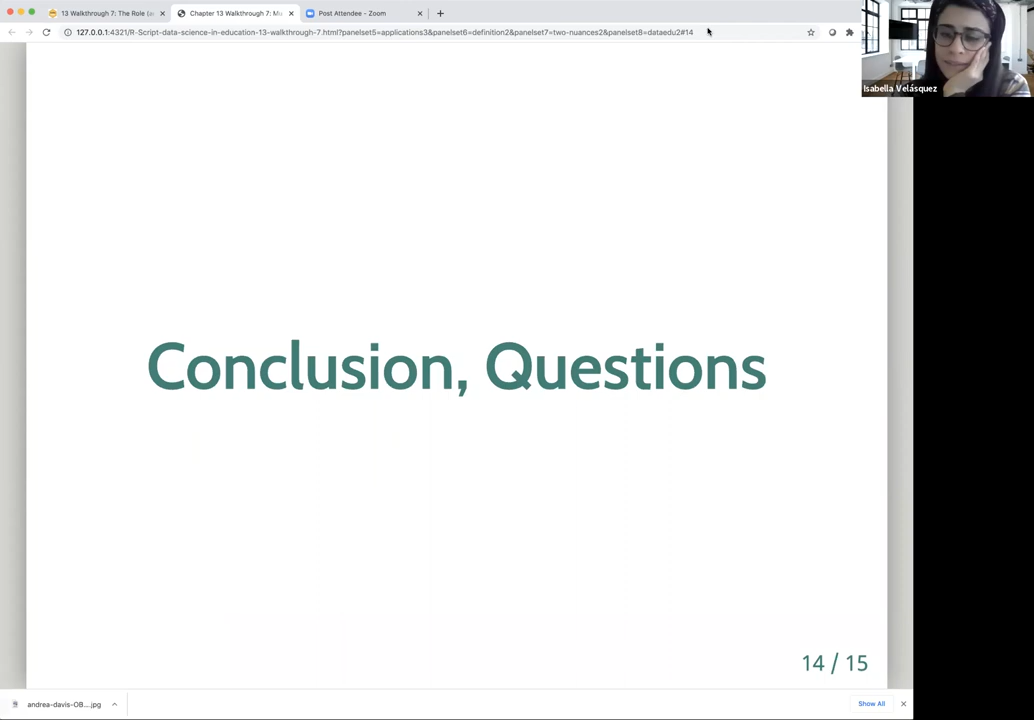 13 Walkthrough 7: The Role (a
Chapter 13 Walkthrough 7: Mu
Post Attendee - Zoom
127.0.0.1:4321/R-Script-data-science-in-education-13-walkthrough-7.html?panelset5=applications3&panelset6=definition2&panelset7=two-nuances2&panelset8=dataedu2#14
Isabella Velásquez
Conclusion, Questions
14 / 15
andrea-davis-OB....jpg
Show All